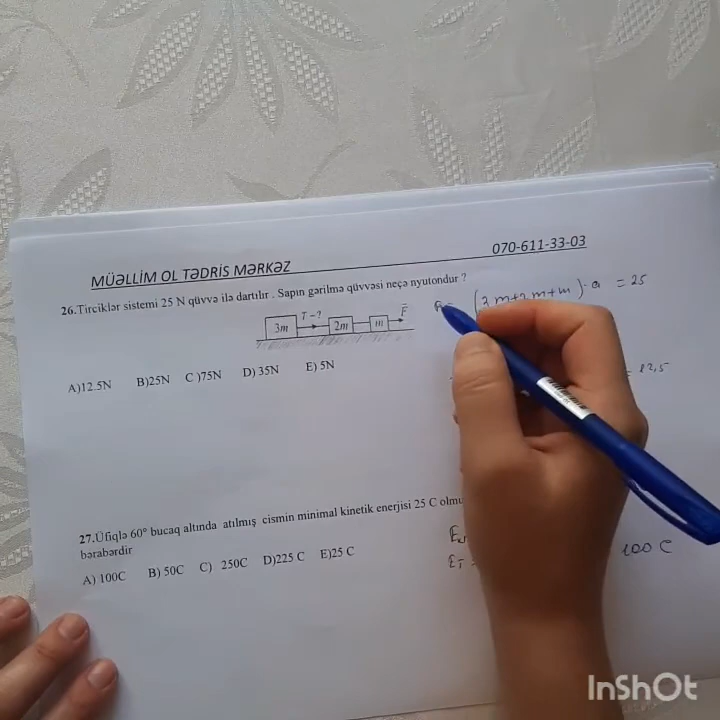 MÜƏLLİM OL TƏDRİS MƏRKƏZ 070-611-33-03
26.Tirciklər sistemi 25 N qüvvə ilə dartılır . Sapın gərilmə qüvvəsi neçə nyutondur ?
3m T-? 2m m F
(3m+2m+m)·a = 25
= 12,5
A)12.5N B)25N C )75N D) 35N E) 5N
27.Üfiqlə 60° bucaq altında atılmış cismin minimal kinetik enerjisi 25 C
bərabərdir
A) 100C B) 50C C) 250C D)225 C E)25 C
100 C
InShOt